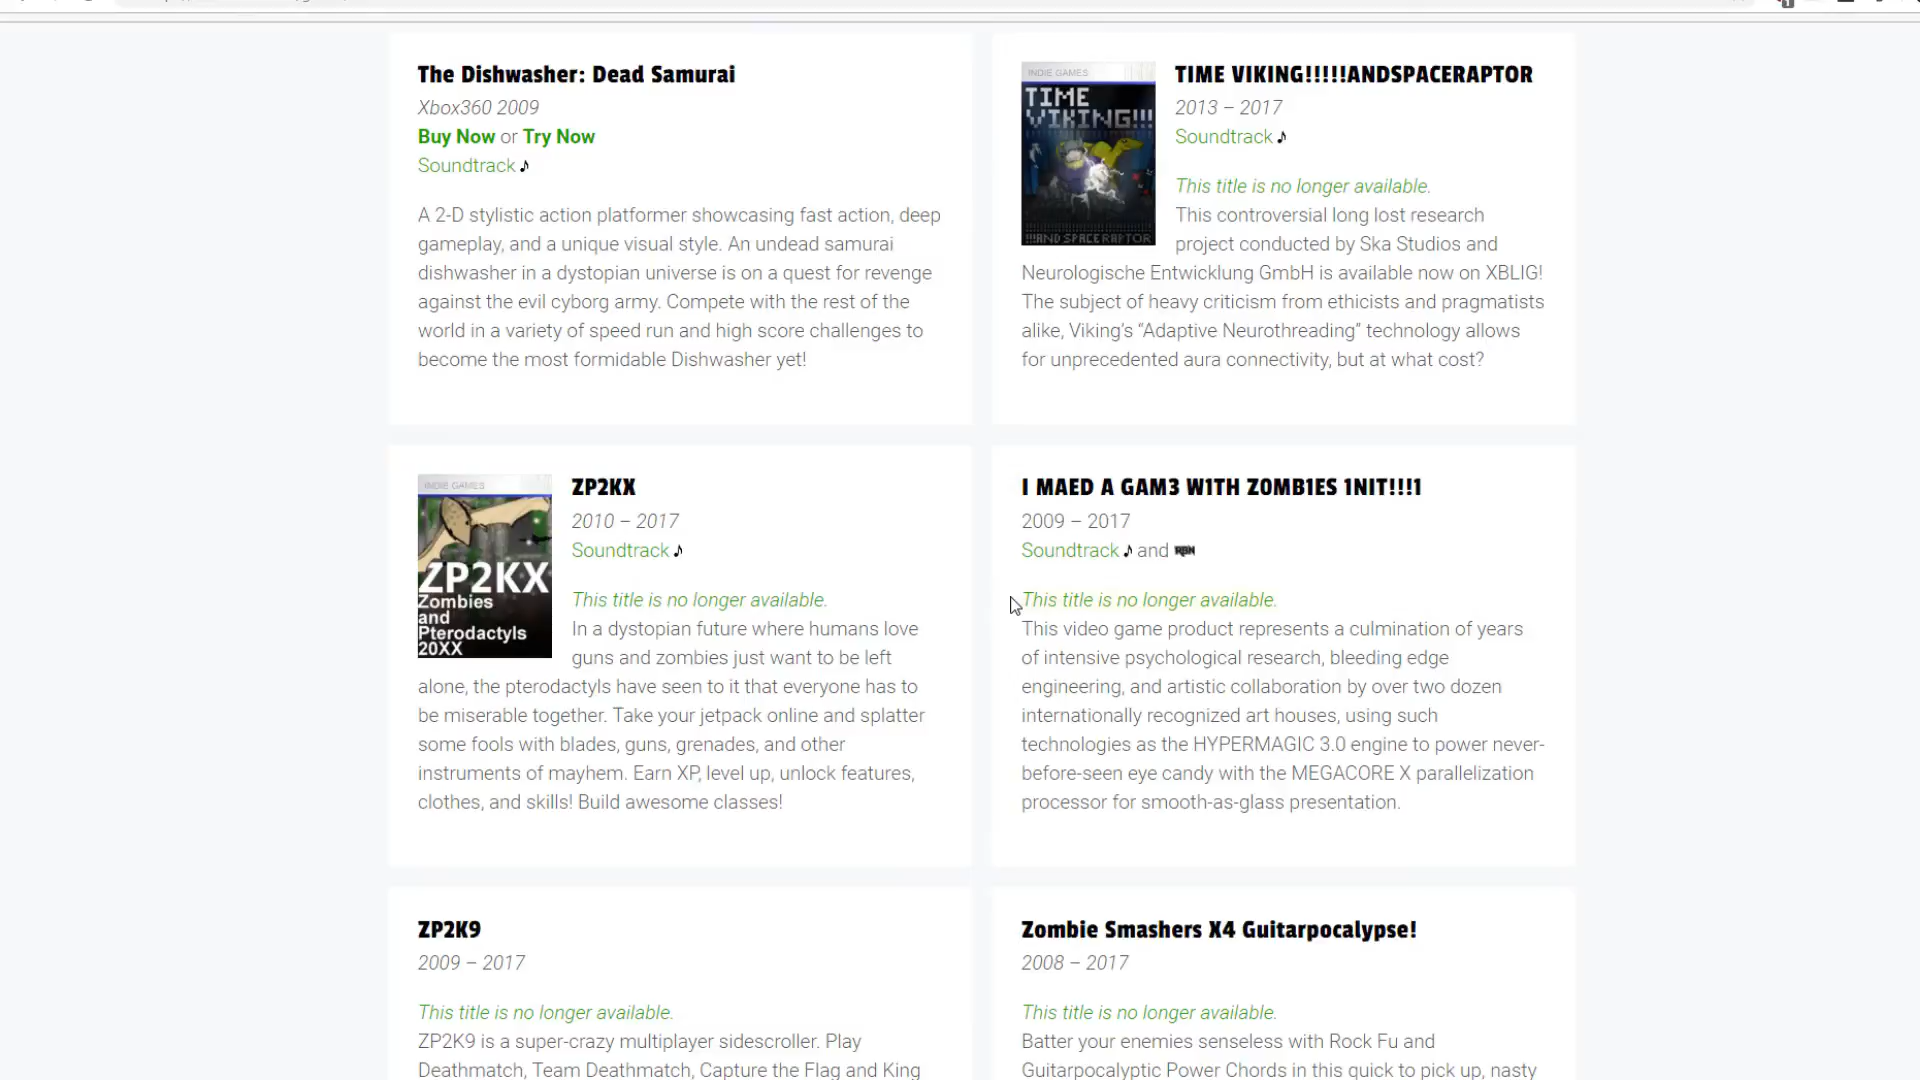 The Dishwasher: Dead Samurai
Xbox360 2009
Buy Now or Try Now
Soundtrack ♪
A 2-D stylistic action platformer showcasing fast action, deep
gameplay, and a unique visual style. An undead samurai
dishwasher in a dystopian universe is on a quest for revenge
against the evil cyborg army. Compete with the rest of the
world in a variety of speed run and high score challenges to
become the most formidable Dishwasher yet!
INDIE GAMES
TIME
VIKING!!!
!!!AND SPACERAPTOR
TIME VIKING!!!!!ANDSPACERAPTOR
2013 – 2017
Soundtrack ♪
This title is no longer available.
This controversial long lost research
project conducted by Ska Studios and
Neurologische Entwicklung GmbH is available now on XBLIG!
The subject of heavy criticism from ethicists and pragmatists
alike, Viking’s “Adaptive Neurothreading” technology allows
for unprecedented aura connectivity, but at what cost?
INDIE GAMES
ZP2KX
Zombies
and
Pterodactyls
20XX
ZP2KX
2010 – 2017
Soundtrack ♪
This title is no longer available.
In a dystopian future where humans love
guns and zombies just want to be left
alone, the pterodactyls have seen to it that everyone has to
be miserable together. Take your jetpack online and splatter
some fools with blades, guns, grenades, and other
instruments of mayhem. Earn XP, level up, unlock features,
clothes, and skills! Build awesome classes!
I MAED A GAM3 W1TH Z0MB1ES 1NIT!!!1
2009 – 2017
Soundtrack ♪ and RBN
This title is no longer available.
This video game product represents a culmination of years
of intensive psychological research, bleeding edge
engineering, and artistic collaboration by over two dozen
internationally recognized art houses, using such
technologies as the HYPERMAGIC 3.0 engine to power never-
before-seen eye candy with the MEGACORE X parallelization
processor for smooth-as-glass presentation.
ZP2K9
2009 – 2017
This title is no longer available.
ZP2K9 is a super-crazy multiplayer sidescroller. Play
Deathmatch, Team Deathmatch, Capture the Flag and King
Zombie Smashers X4 Guitarpocalypse!
2008 – 2017
This title is no longer available.
Batter your enemies senseless with Rock Fu and
Guitarpocalyptic Power Chords in this quick to pick up, nasty